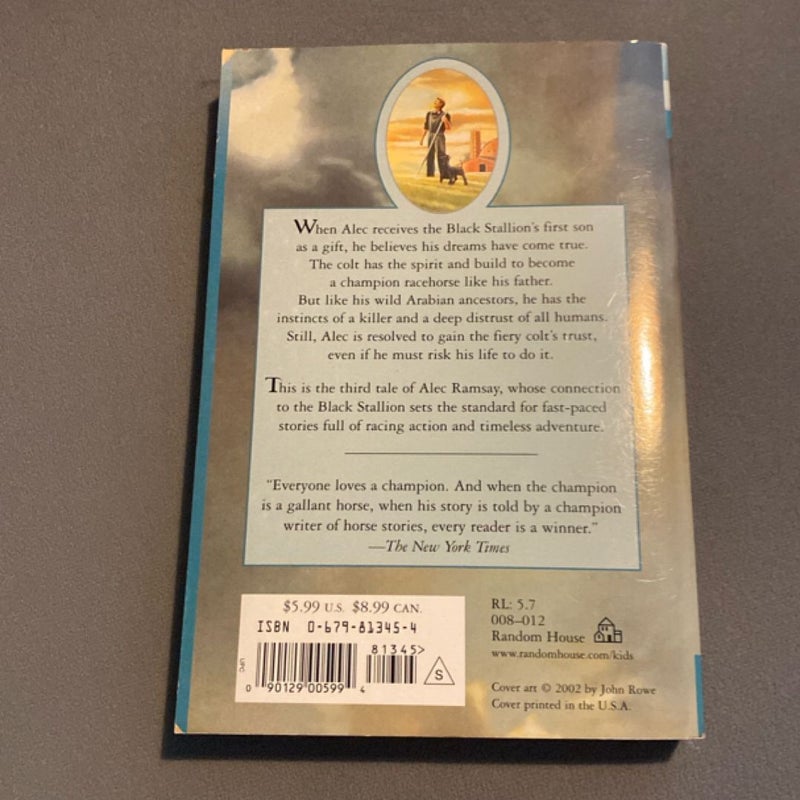 When Alec receives the Black Stallion's first son
as a gift, he believes his dreams have come true.
The colt has the spirit and build to become
a champion racehorse like his father.
But like his wild Arabian ancestors, he has the
instincts of a killer and a deep distrust of all humans.
Still, Alec is resolved to gain the fiery colt's trust,
even if he must risk his life to do it.
This is the third tale of Alec Ramsay, whose connection
to the Black Stallion sets the standard for fast-paced
stories full of racing action and timeless adventure.
"Everyone loves a champion. And when the champion
is a gallant horse, when his story is told by a champion
writer of horse stories, every reader is a winner."
—The New York Times
$5.99 U.S. $8.99 CAN.
ISBN 0-679-81345-4
81345>
UPC
0 90129 00599 4
S
RL: 5.7
008–012
Random House
www.randomhouse.com/kids
Cover art © 2002 by John Rowe
Cover printed in the U.S.A.